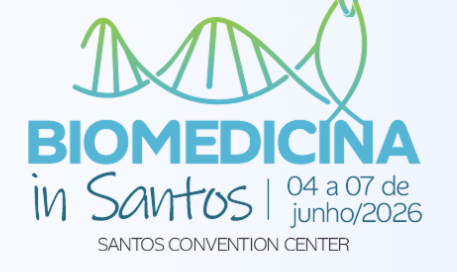 BIOMEDICINA
in Santos | 04 a 07 de
junho/2026
SANTOS CONVENTION CENTER